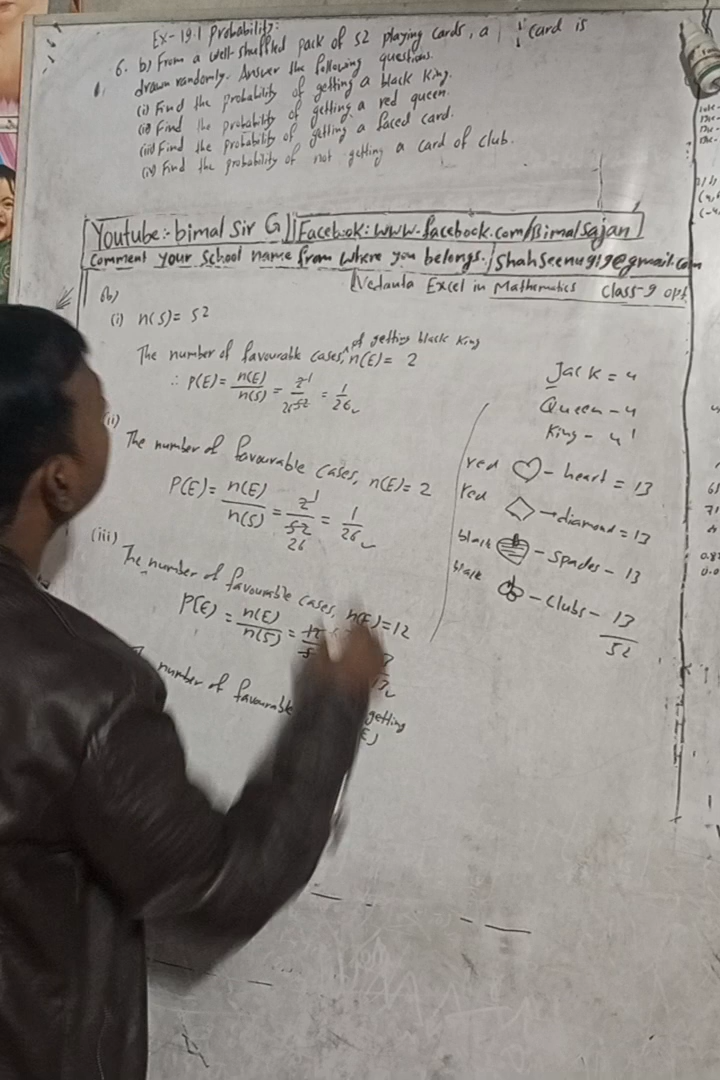 Ex-19.1 Probability:
6. b) From a well-shuffled pack of 52 playing cards, a card is
drawn randomly. Answer the following questions.
(i) Find the probability of getting a black King.
(ii) Find the probability of getting a red queen.
(iii) Find the probability of getting a faced card.
(iv) Find the probability of not getting a card of club.
Youtube:- bimal Sir G || Facebook: www.facebook.com/BimalSajan
Comment your School name from where you belongs. / Shahseenu919@gmail.com
Vedanta Excel in Mathematics Class-9 opt
6b)
(i) n(S) = 52
The number of favourable cases, of getting black King n(E) = 2
∴ P(E) = n(E)/n(S) = 2/52 = 1/26
(ii)
The number of favourable cases, n(E) = 2
P(E) = n(E)/n(S) = 2/52 = 1/26
(iii)
The number of favourable cases, n(E) = 12
P(E) = n(E)/n(S) = 12
number of favourable getting
Jack = 4
Queen - 4
King - 4
red ♡ - heart = 13
red ◇ → diamond = 13
black - Spades - 13
black - Clubs - 13
52